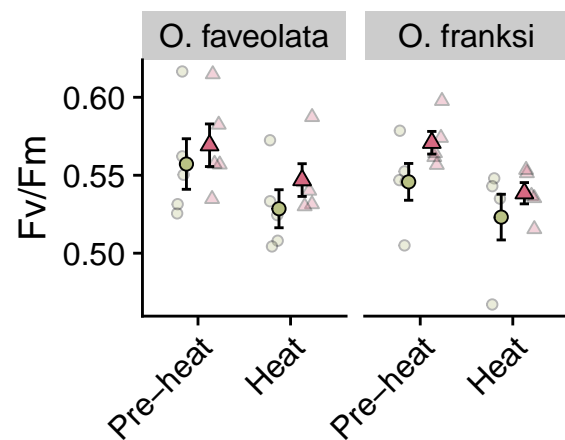 O. faveolata
O. franksi
Fv/Fm
0.60
0.55
0.50
Pre–heat
Heat
Pre–heat
Heat